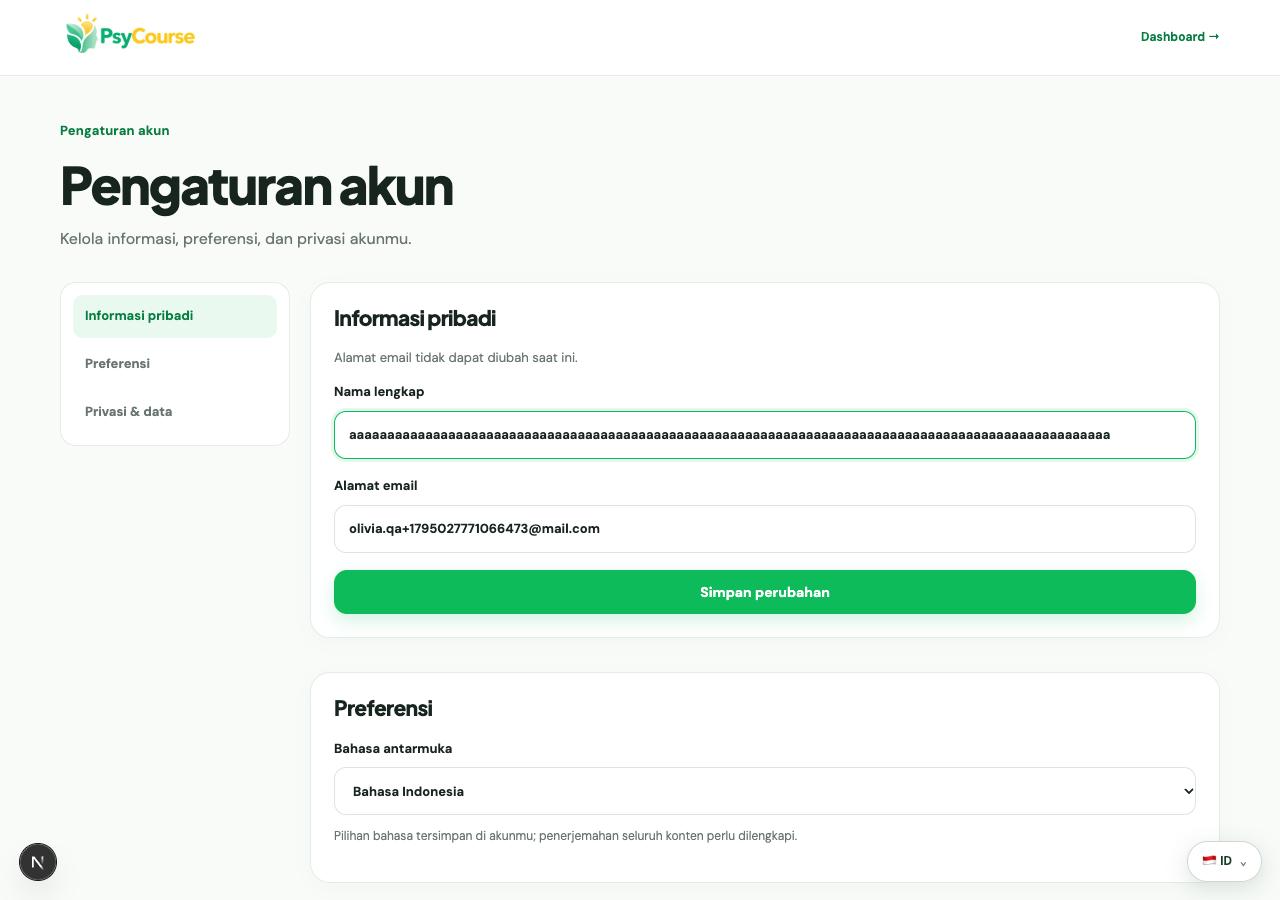 PsyCourse
Dashboard →
Pengaturan akun
Pengaturan akun
Kelola informasi, preferensi, dan privasi akunmu.
Informasi pribadi
Preferensi
Privasi & data
Informasi pribadi
Alamat email tidak dapat diubah saat ini.
Nama lengkap
aaaaaaaaaaaaaaaaaaaaaaaaaaaaaaaaaaaaaaaaaaaaaaaaaaaaaaaaaaaaaaaaaaaaaaaaaaaaaaaaaaaaaaaaaaaaaaaaaaaa
Alamat email
olivia.qa+1795027771066473@mail.com
Simpan perubahan
Preferensi
Bahasa antarmuka
Bahasa Indonesia
Pilihan bahasa tersimpan di akunmu; penerjemahan seluruh konten perlu dilengkapi.
N
ID